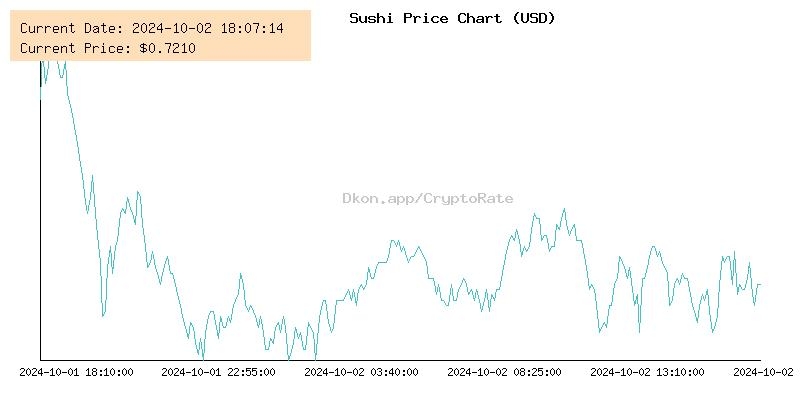 Sushi Price Chart (USD)
Current Date: 2024-10-02 18:07:14
Current Price: $0.7210
Dkon.app/CryptoRate
2024-10-01 18:10:00 2024-10-01 22:55:00 2024-10-02 03:40:00 2024-10-02 08:25:00 2024-10-02 13:10:00 2024-10-02